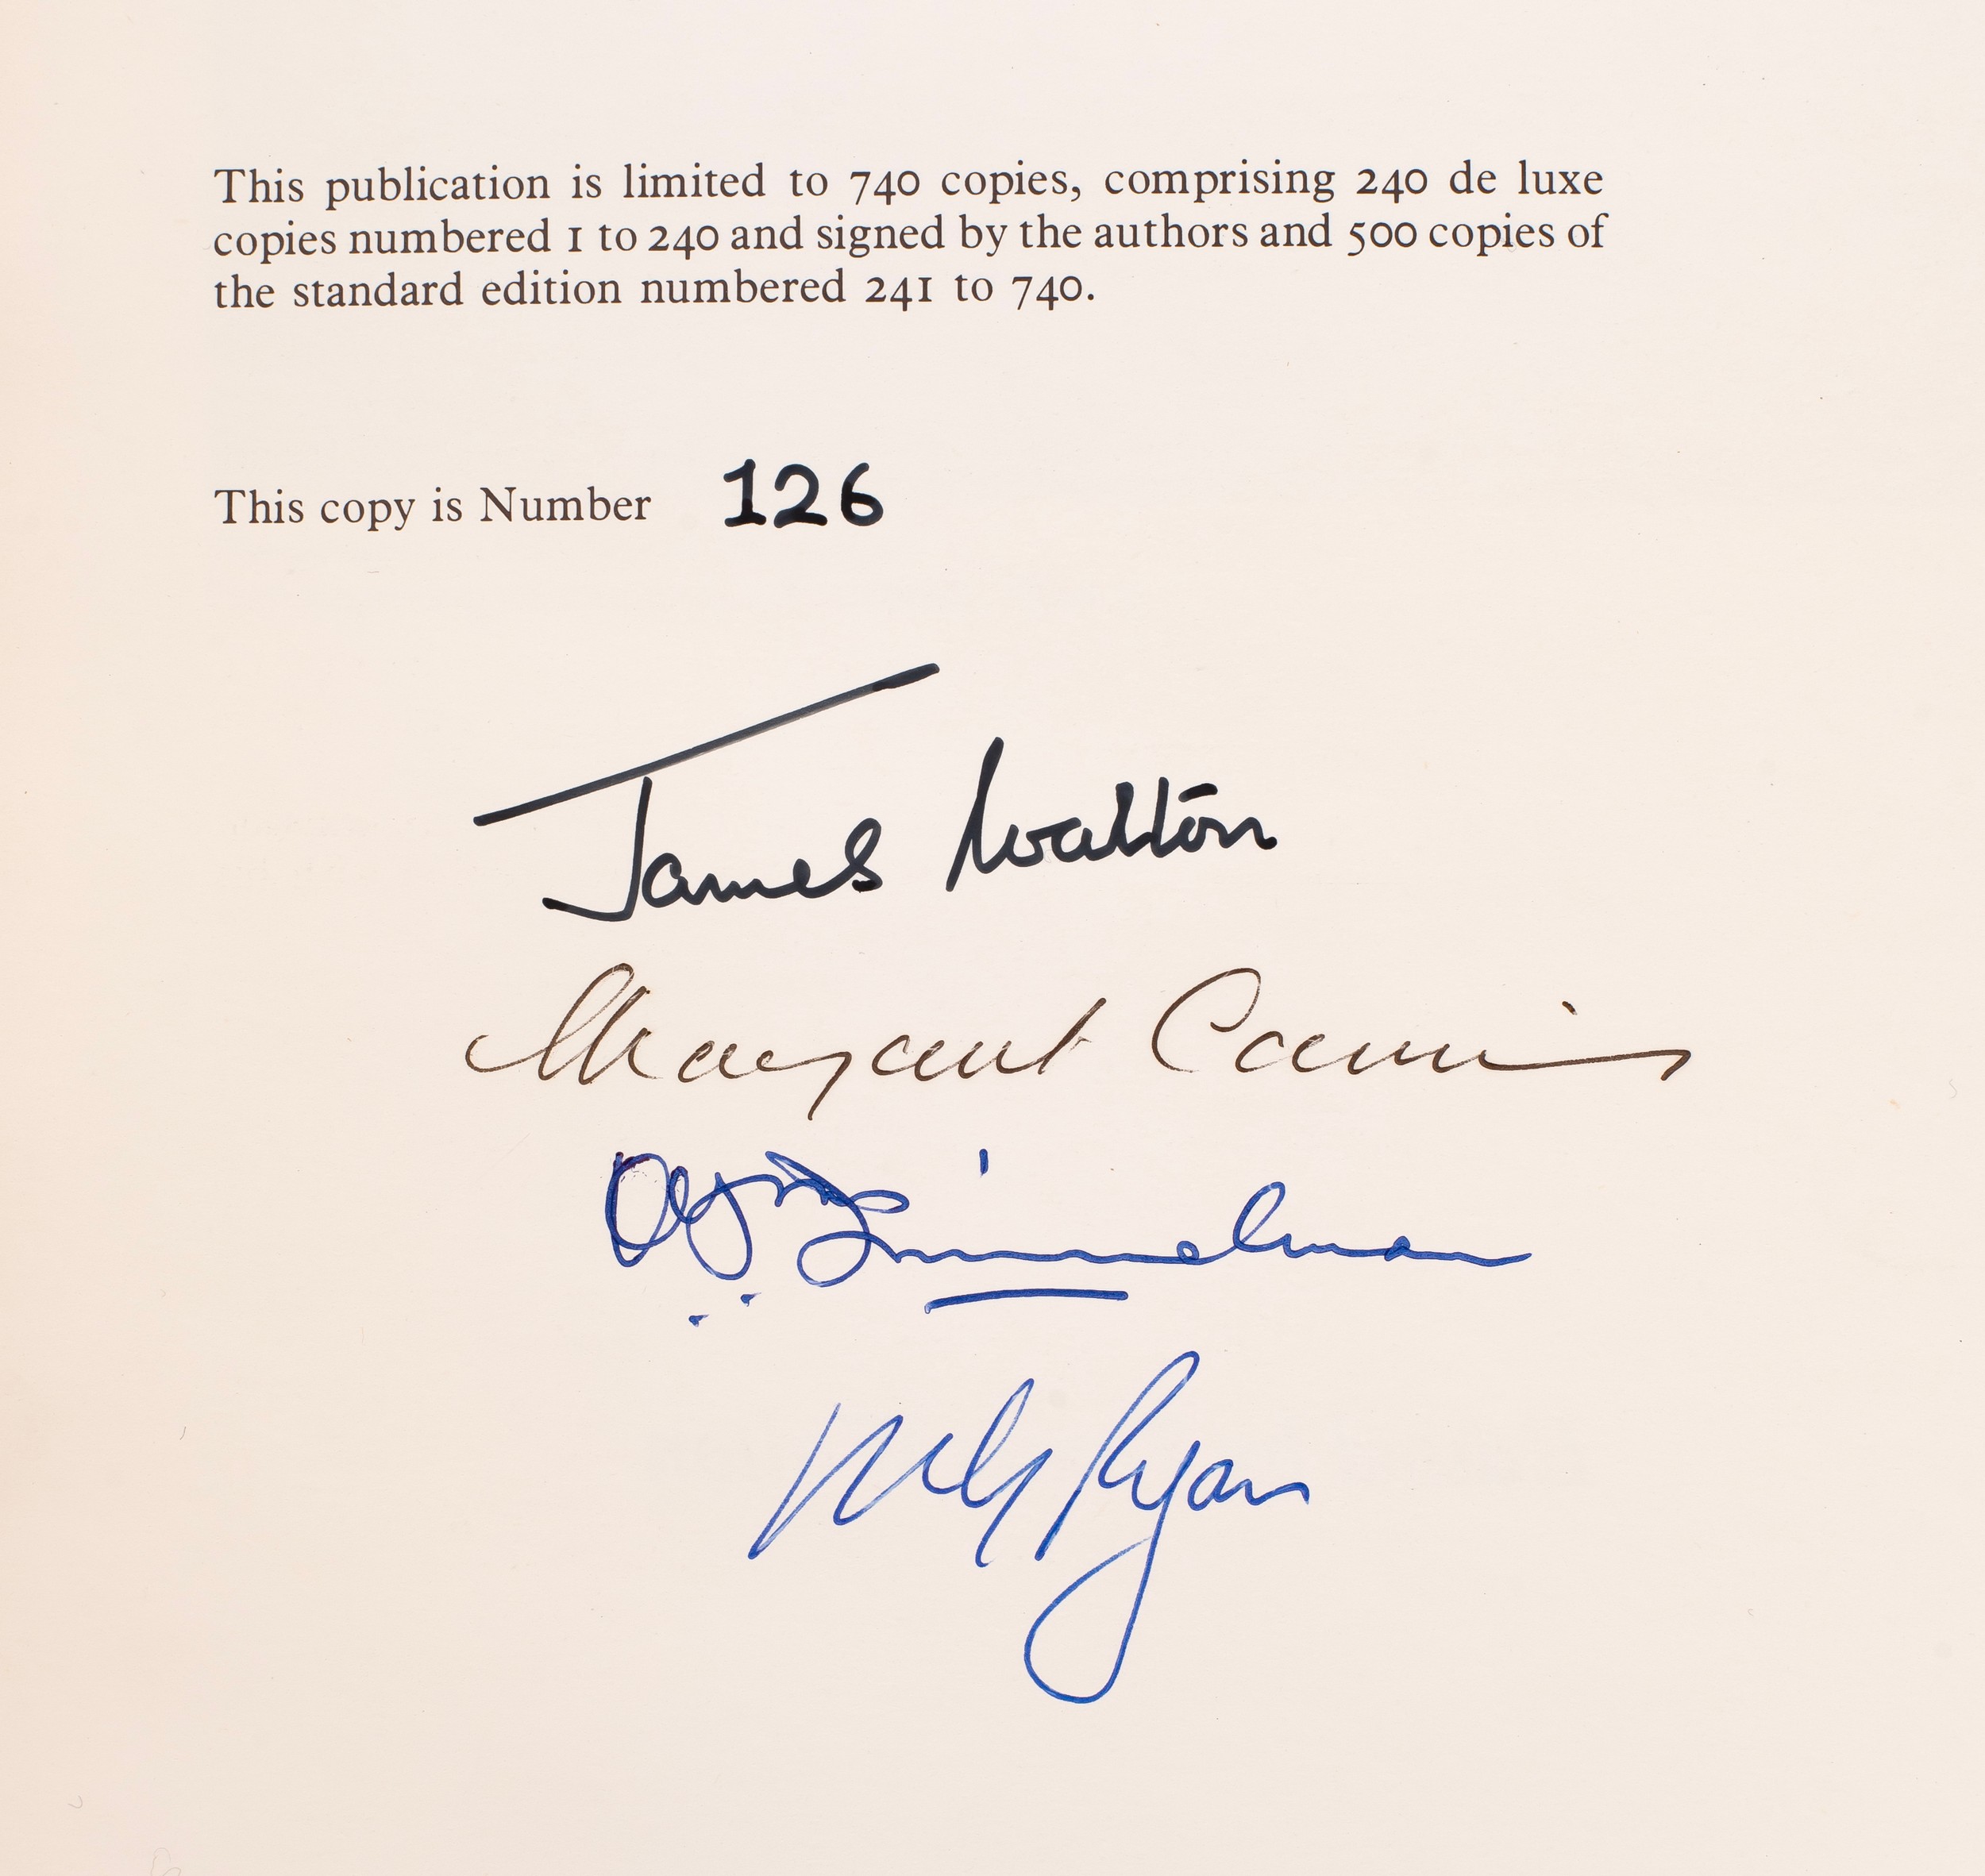 This publication is limited to 740 copies, comprising 240 de luxe
copies numbered 1 to 240 and signed by the authors and 500 copies of
the standard edition numbered 241 to 740.
This copy is Number 126
James Walton
Margaret Cairns
Ryan